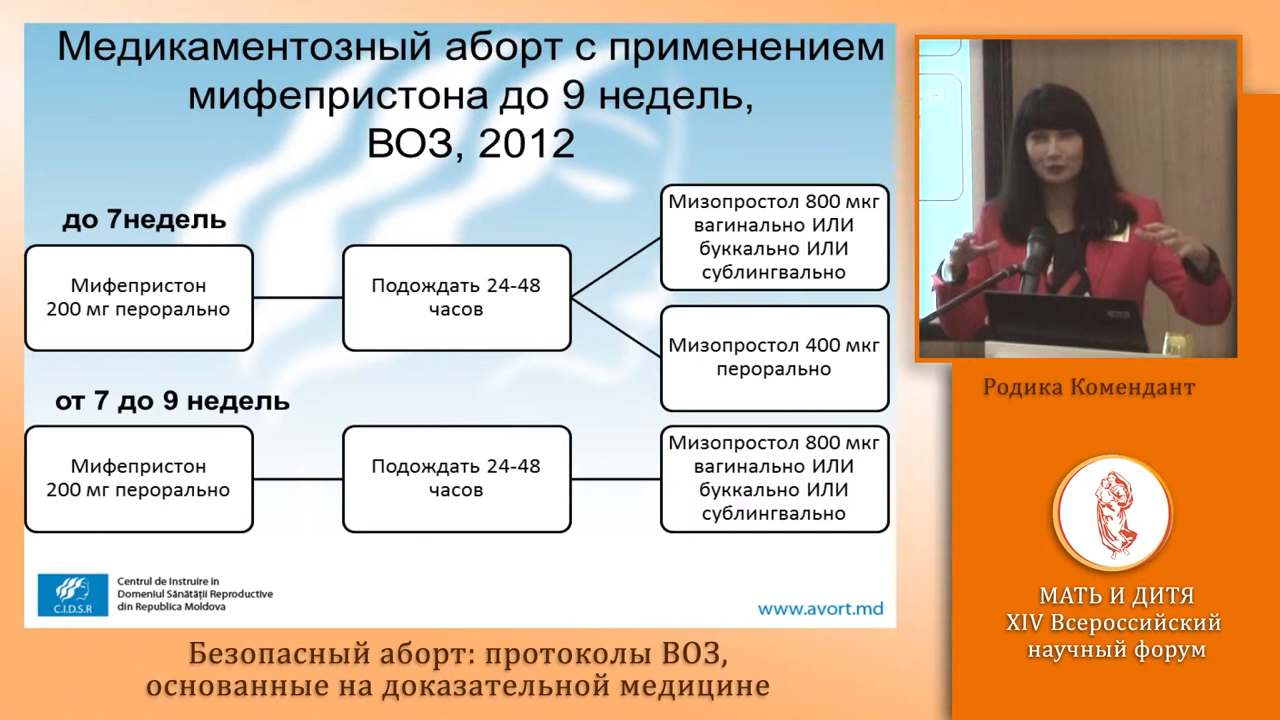 Медикаментозный аборт с применением
мифепристона до 9 недель,
ВОЗ, 2012
до 7недель
Мифепристон
200 мг перорально
Подождать 24-48
часов
Мизопростол 800 мкг
вагинально ИЛИ
буккально ИЛИ
сублингвально
Мизопростол 400 мкг
перорально
от 7 до 9 недель
Мифепристон
200 мг перорально
Подождать 24-48
часов
Мизопростол 800 мкг
вагинально ИЛИ
буккально ИЛИ
сублингвально
C.I.D.S.R
Centrul de Instruire in
Domeniul Sănătății Reproductive
din Republica Moldova
www.avort.md
Безопасный аборт: протоколы ВОЗ,
основанные на доказательной медицине
Родика Комендант
МАТЬ И ДИТЯ
XIV Всероссийский
научный форум